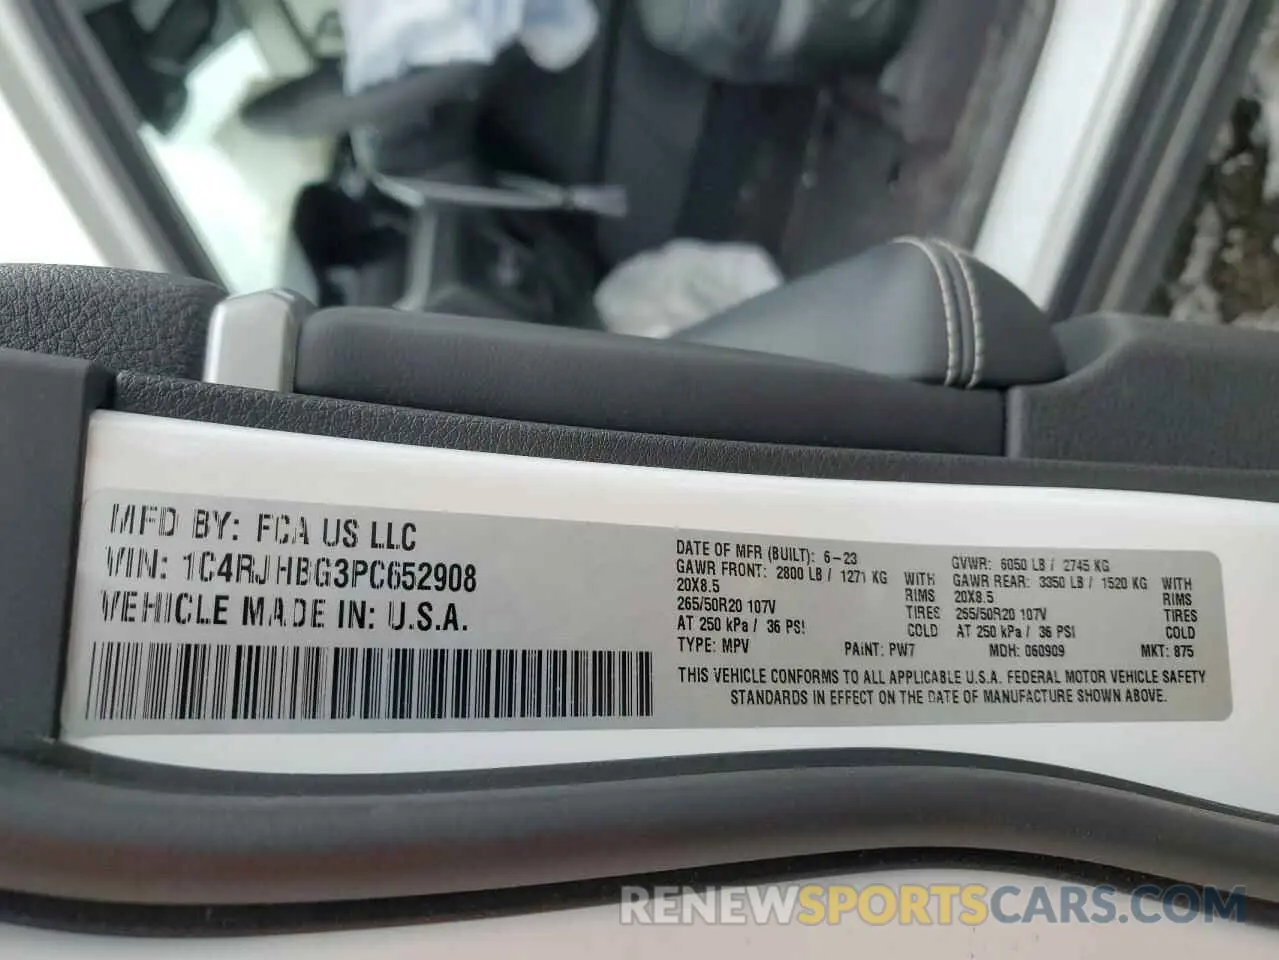 MFD BY: FCA US LLC
VIN: 1C4RJHBG3PC652908
VEHICLE MADE IN: U.S.A.
DATE OF MFR (BUILT): 6-23 GVWR: 6050 LB / 2745 KG
GAWR FRONT: 2800 LB / 1271 KG WITH GAWR REAR: 3350 LB / 1520 KG WITH
20X8.5 RIMS 20X8.5 RIMS
265/50R20 107V TIRES 265/50R20 107V TIRES
AT 250 kPa / 36 PSI COLD AT 250 kPa / 36 PSI COLD
TYPE: MPV PAINT: PW7 MDH: 060909 MKT: 875
THIS VEHICLE CONFORMS TO ALL APPLICABLE U.S.A. FEDERAL MOTOR VEHICLE SAFETY
STANDARDS IN EFFECT ON THE DATE OF MANUFACTURE SHOWN ABOVE.
RENEWSPORTSCARS.COM